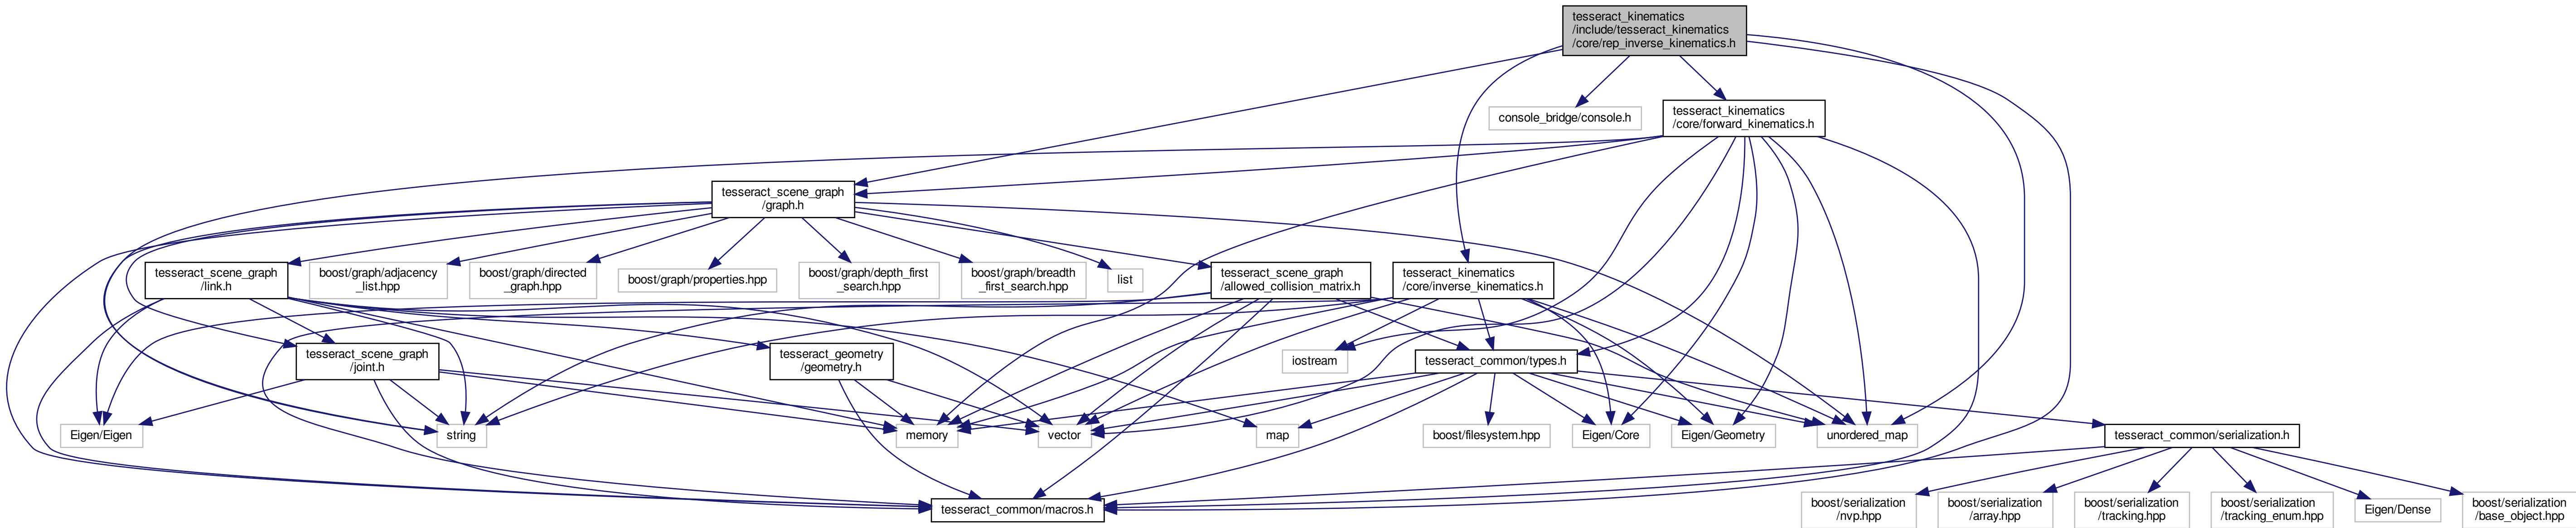 tesseract_kinematics
/include/tesseract_kinematics
/core/rep_inverse_kinematics.h
console_bridge/console.h
tesseract_kinematics
/core/forward_kinematics.h
tesseract_scene_graph
/graph.h
tesseract_scene_graph
/link.h
boost/graph/adjacency
_list.hpp
boost/graph/directed
_graph.hpp
boost/graph/properties.hpp
boost/graph/depth_first
_search.hpp
boost/graph/breadth
_first_search.hpp
list
tesseract_scene_graph
/allowed_collision_matrix.h
tesseract_kinematics
/core/inverse_kinematics.h
tesseract_scene_graph
/joint.h
tesseract_geometry
/geometry.h
iostream
tesseract_common/types.h
Eigen/Eigen
string
memory
vector
map
boost/filesystem.hpp
Eigen/Core
Eigen/Geometry
unordered_map
tesseract_common/serialization.h
tesseract_common/macros.h
boost/serialization
/nvp.hpp
boost/serialization
/array.hpp
boost/serialization
/tracking.hpp
boost/serialization
/tracking_enum.hpp
Eigen/Dense
boost/serialization
/base_object.hpp